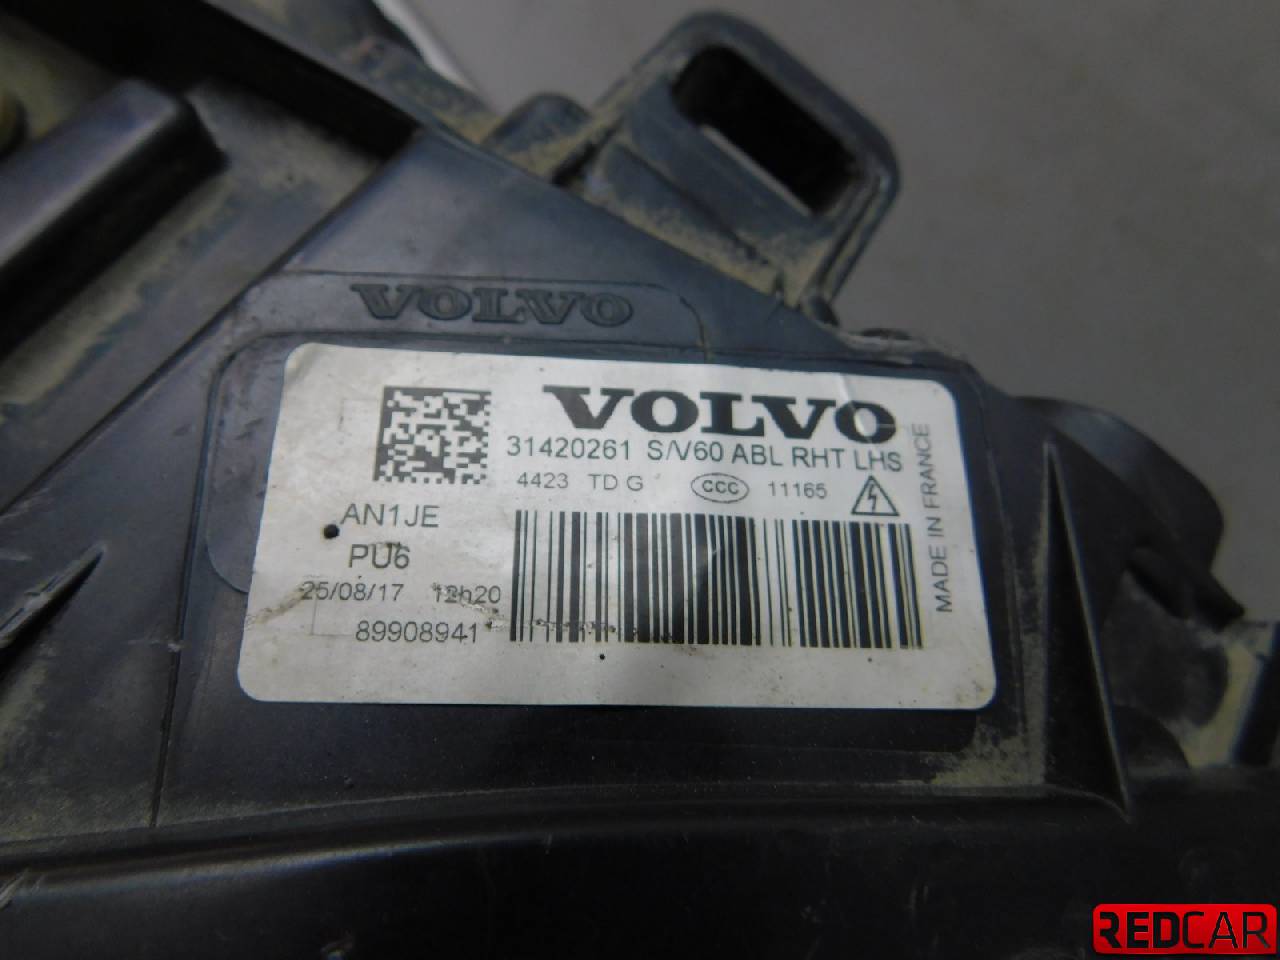 VOLVO
VOLVO
31420261 S/V60 ABL RHT LHS
4423 TD G CCC 11165
MADE IN FRANCE
AN1JE
PU6
25/08/17 12h20
89908941
REDCAR